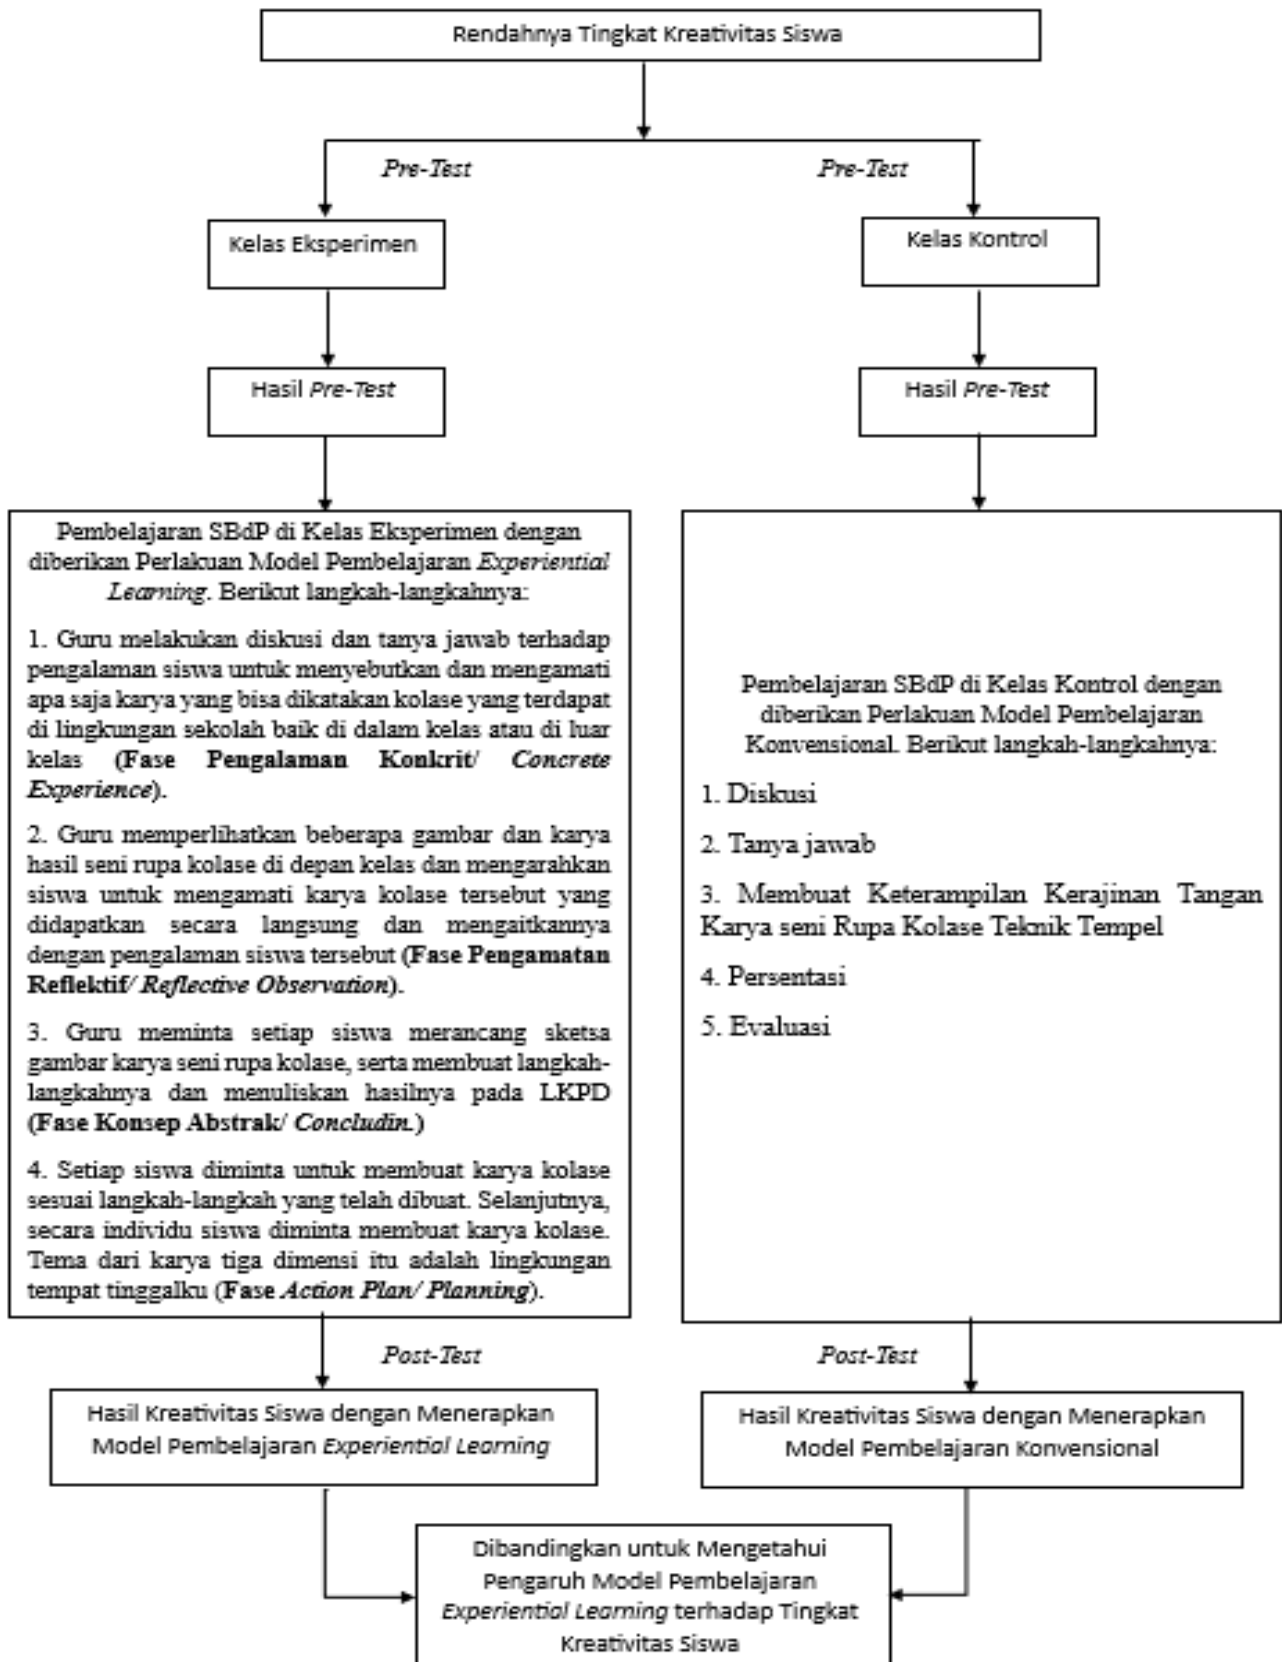 Rendahnya Tingkat Kreativitas Siswa
Pre-Test
Pre-Test
Kelas Eksperimen
Kelas Kontrol
Hasil Pre-Test
Hasil Pre-Test
Pembelajaran SBdP di Kelas Eksperimen dengan
diberikan Perlakuan Model Pembelajaran Experiential
Learning. Berikut langkah-langkahnya:
1. Guru melakukan diskusi dan tanya jawab terhadap
pengalaman siswa untuk menyebutkan dan mengamati
apa saja karya yang bisa dikatakan kolase yang terdapat
di lingkungan sekolah baik di dalam kelas atau di luar
kelas (Fase Pengalaman Konkrit/ Concrete
Experience).
2. Guru memperlihatkan beberapa gambar dan karya
hasil seni rupa kolase di depan kelas dan mengarahkan
siswa untuk mengamati karya kolase tersebut yang
didapatkan secara langsung dan mengaitkannya
dengan pengalaman siswa tersebut (Fase Pengamatan
Reflektif/ Reflective Observation).
3. Guru meminta setiap siswa merancang sketsa
gambar karya seni rupa kolase, serta membuat langkah-
langkahnya dan menuliskan hasilnya pada LKPD
(Fase Konsep Abstrak/ Concludin.)
4. Setiap siswa diminta untuk membuat karya kolase
sesuai langkah-langkah yang telah dibuat. Selanjutnya,
secara individu siswa diminta membuat karya kolase.
Tema dari karya tiga dimensi itu adalah lingkungan
tempat tinggalku (Fase Action Plan/ Planning).
Pembelajaran SBdP di Kelas Kontrol dengan
diberikan Perlakuan Model Pembelajaran
Konvensional. Berikut langkah-langkahnya:
1. Diskusi
2. Tanya jawab
3. Membuat Keterampilan Kerajinan Tangan
Karya seni Rupa Kolase Teknik Tempel
4. Persentasi
5. Evaluasi
Post-Test
Post-Test
Hasil Kreativitas Siswa dengan Menerapkan
Model Pembelajaran Experiential Learning
Hasil Kreativitas Siswa dengan Menerapkan
Model Pembelajaran Konvensional
Dibandingkan untuk Mengetahui
Pengaruh Model Pembelajaran
Experiential Learning terhadap Tingkat
Kreativitas Siswa